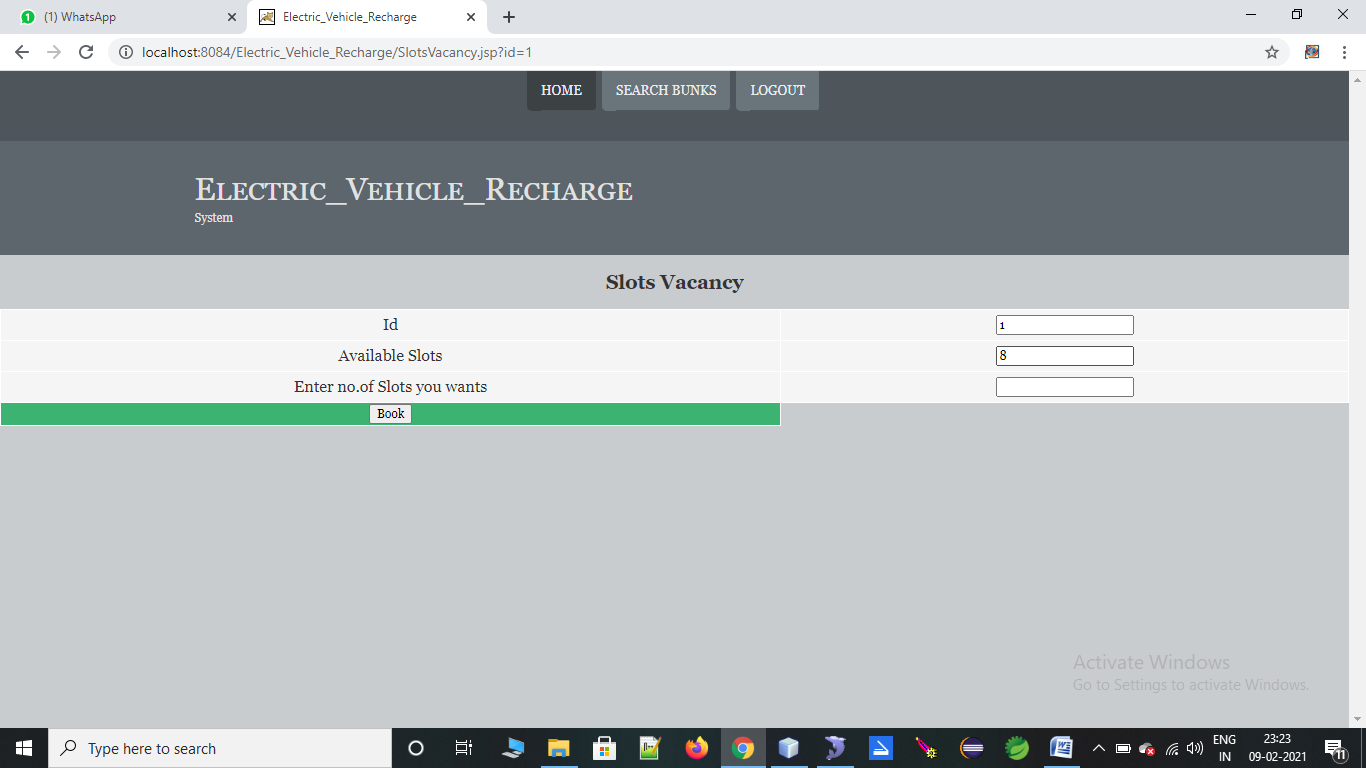 (1) WhatsApp
Electric_Vehicle_Recharge
localhost:8084/Electric_Vehicle_Recharge/SlotsVacancy.jsp?id=1
HOME
SEARCH BUNKS
LOGOUT
Electric_Vehicle_Recharge
System
Slots Vacancy
Id 1
Available Slots 8
Enter no.of Slots you wants
Book
Activate Windows
Go to Settings to activate Windows.
Type here to search
ENG
IN
23:23
09-02-2021
11